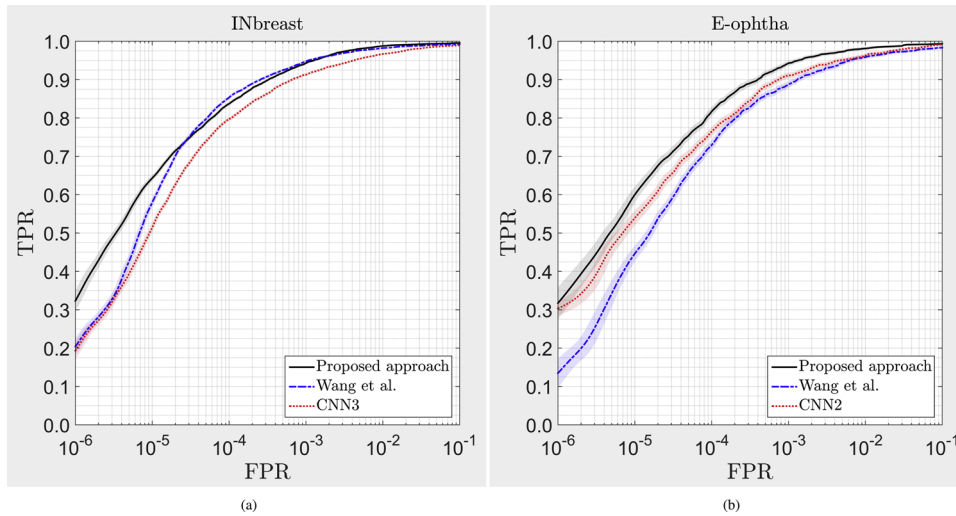 INbreast
1.0
0.9
0.8
0.7
0.6
0.5
0.4
0.3
0.2
0.1
0.0
TPR
10^-6 10^-5 10^-4 10^-3 10^-2 10^-1
FPR
Proposed approach
Wang et al.
CNN3
(a)
E-ophtha
1.0
0.9
0.8
0.7
0.6
0.5
0.4
0.3
0.2
0.1
0.0
TPR
10^-6 10^-5 10^-4 10^-3 10^-2 10^-1
FPR
Proposed approach
Wang et al.
CNN2
(b)